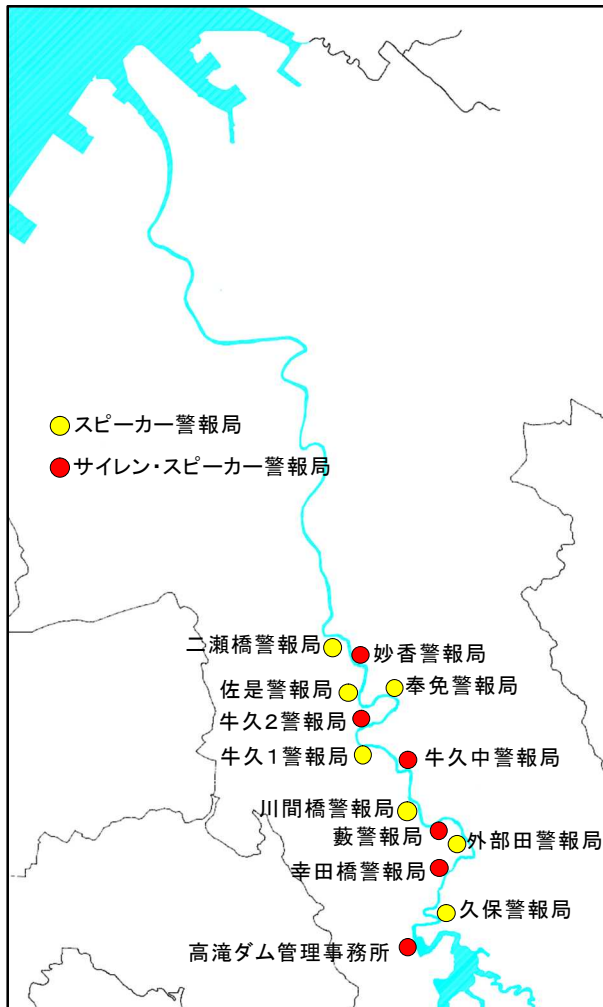 スピーカー警報局
サイレン・スピーカー警報局
二瀬橋警報局
妙香警報局
佐是警報局
奉免警報局
牛久２警報局
牛久１警報局
牛久中警報局
川間橋警報局
藪警報局
外部田警報局
幸田橋警報局
久保警報局
高滝ダム管理事務所